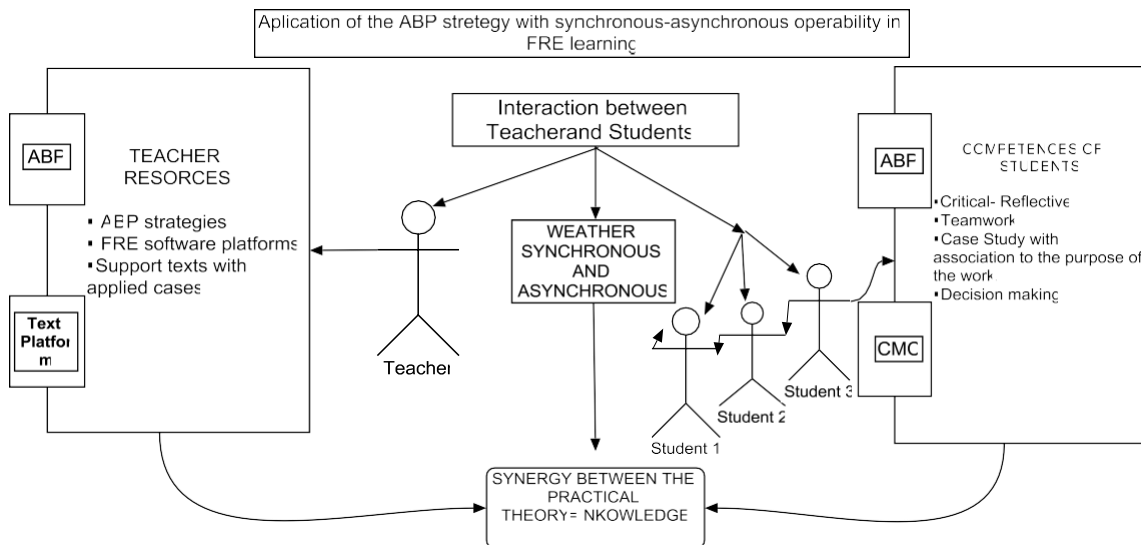 Aplication of the ABP stretegy with synchronous-asynchronous operability in
FRE learning
Interaction between
Teacherand Students
ABF
TEACHER
RESORCES
▪ ABP strategies
▪ FRE software platforms
▪Support texts with
applied cases
Text
Platfor
m
Teacher
WEATHER
SYNCHRONOUS
AND
ASYNCHRONOUS
Student 1
Student 2
Student 3
ABF
COMPETENCES OF
STUDENTS
▪Critical- Reflective
▪Teamwork
▪Case Study with
association to the purpose of
the work
▪Decision making
CMC
SYNERGY BETWEEN THE
PRACTICAL
THEORY= NKOWLEDGE